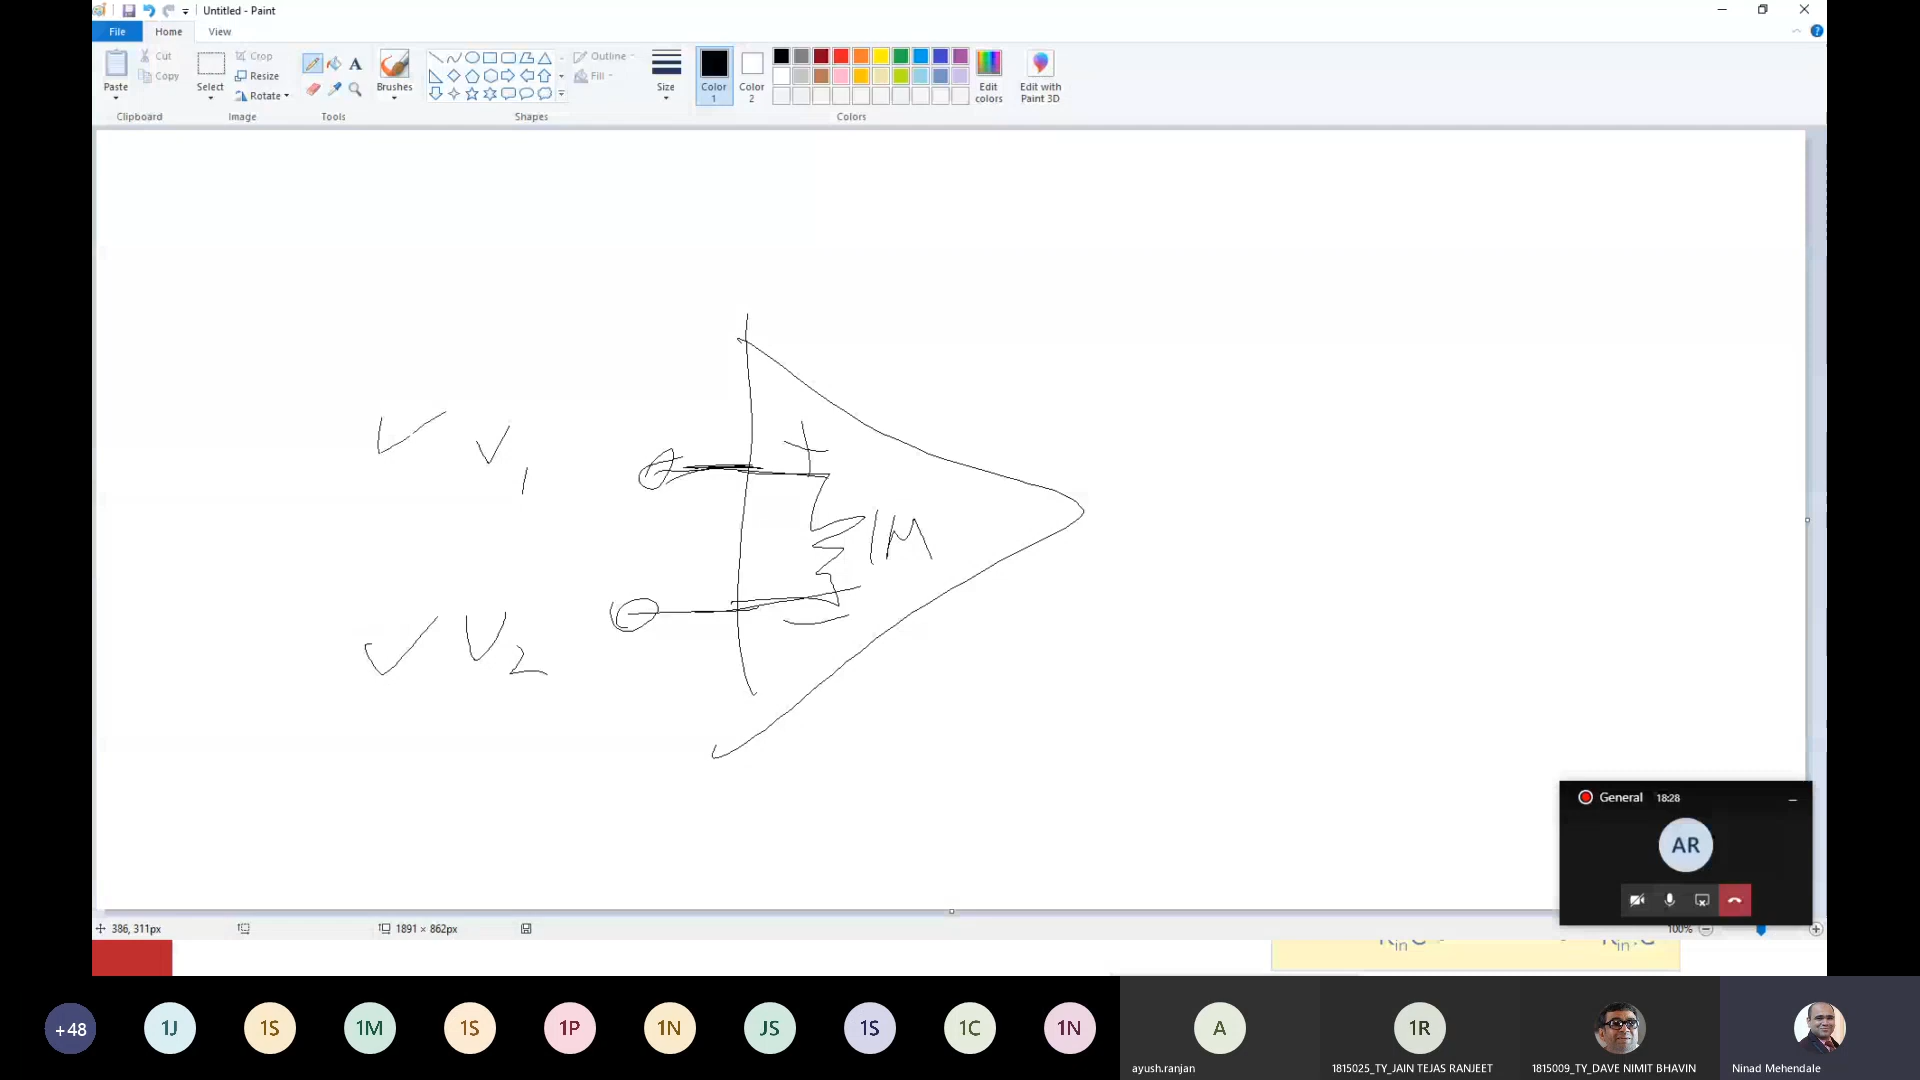 Untitled - Paint
File Home View
Paste Cut Copy Clipboard
Select Crop Resize Rotate Image
Tools
Brushes
Shapes
Outline
Fill
Size
Color 1
Color 2
Colors
Edit colors
Edit with Paint 3D
V1
+
1M
V2
-
General 18:28
AR
386, 311px
1891 × 862px
100%
Rin
Rin
+48
1J
1S
1M
1S
1P
1N
JS
1S
1C
1N
A
1R
ayush.ranjan
1815025_TY_JAIN TEJAS RANJEET
1815009_TY_DAVE NIMIT BHAVIN
Ninad Mehendale